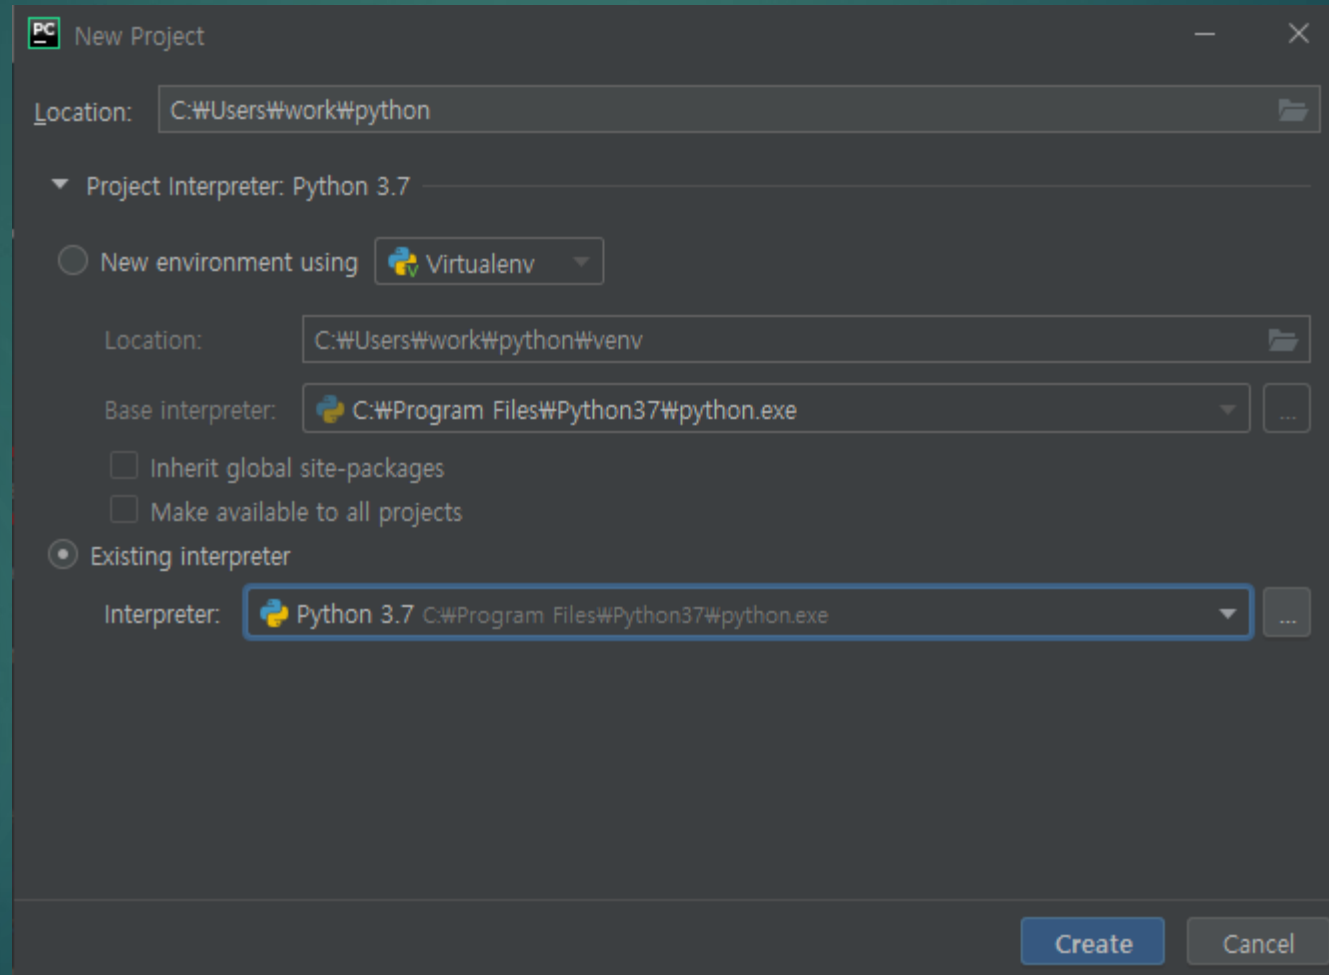 PC New Project
Location: C:₩Users₩work₩python
Project Interpreter: Python 3.7
New environment using Virtualenv
Location: C:₩Users₩work₩python₩venv
Base interpreter: C:₩Program Files₩Python37₩python.exe ...
Inherit global site-packages
Make available to all projects
Existing interpreter
Interpreter: Python 3.7 C:₩Program Files₩Python37₩python.exe ...
Create Cancel